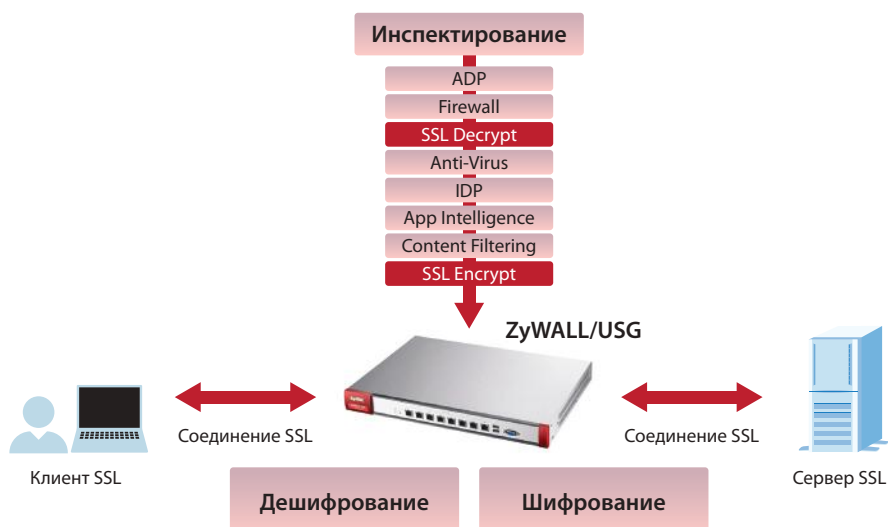 Инспектирование
ADP
Firewall
SSL Decrypt
Anti-Virus
IDP
App Intelligence
Content Filtering
SSL Encrypt
ZyWALL/USG
ZyXEL
Соединение SSL
Соединение SSL
Клиент SSL
Сервер SSL
Дешифрование
Шифрование